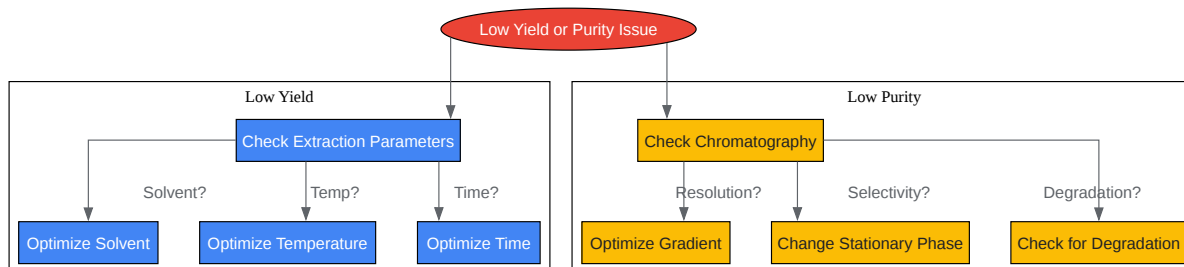 Low Yield or Purity Issue
Low Yield
Low Purity
Check Extraction Parameters
Check Chromatography
Solvent?
Temp?
Time?
Resolution?
Selectivity?
Degradation?
Optimize Solvent
Optimize Temperature
Optimize Time
Optimize Gradient
Change Stationary Phase
Check for Degradation